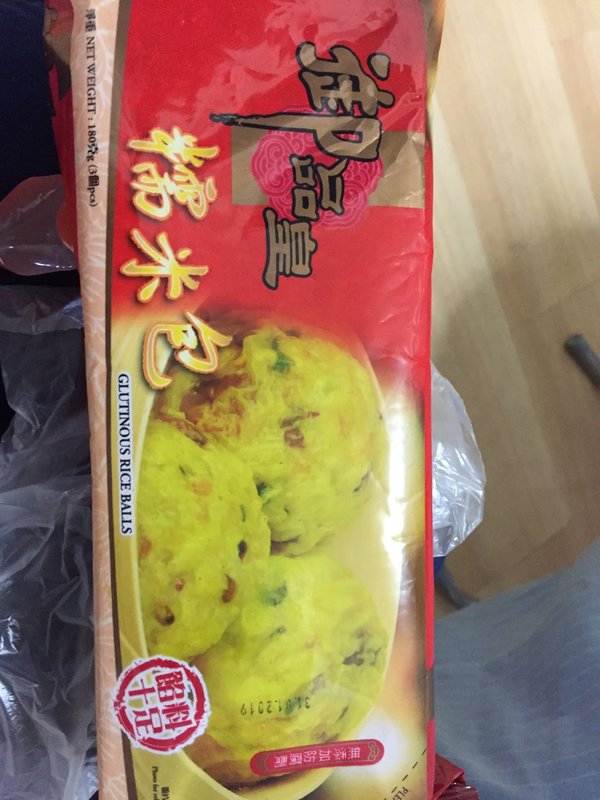 御品皇
糯米包
GLUTINOUS RICE BALLS
淨重 NET WEIGHT : 180克g (3個pcs)
餡料
十足
31.01.2019
無添加防腐劑